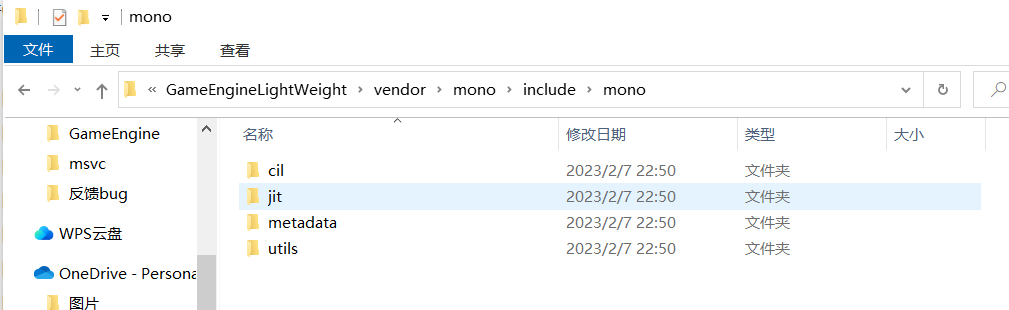 mono
文件 主页 共享 查看
« GameEngineLightWeight › vendor › mono › include › mono
名称 修改日期 类型 大小
GameEngine
msvc
反馈bug
WPS云盘
OneDrive - Persona
图片
cil 2023/2/7 22:50 文件夹
jit 2023/2/7 22:50 文件夹
metadata 2023/2/7 22:50 文件夹
utils 2023/2/7 22:50 文件夹